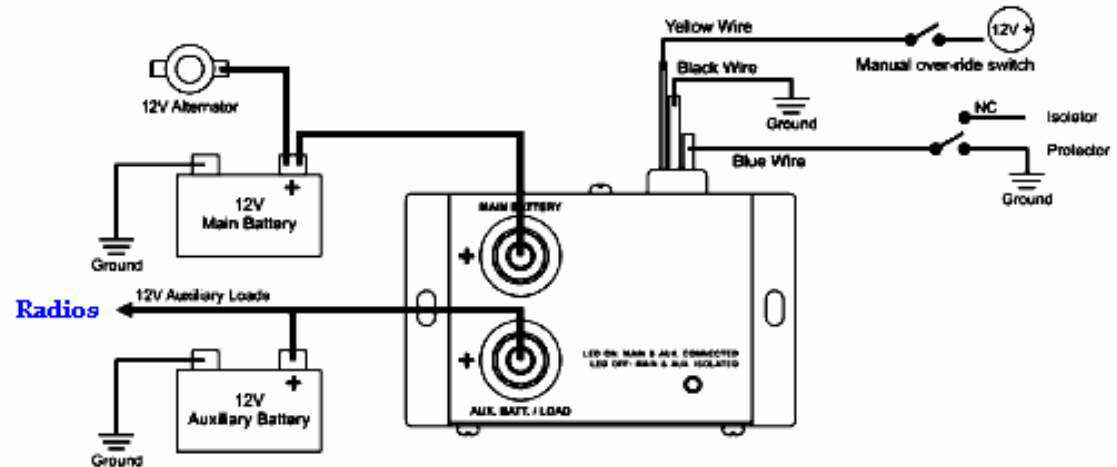 Yellow Wire
12V +
Manual over-ride switch
Black Wire
Ground
NC
Isolator
Blue Wire
Protector
Ground
12V Alternator
+
12V
Main Battery
Ground
MAIN BATTERY
+
Radios
12V Auxiliary Loads
+
LED ON: MAIN & AUX. CONNECTED
LED OFF: MAIN & AUX. ISOLATED
AUX. BATT. / LOAD
+
12V
Auxiliary Battery
Ground